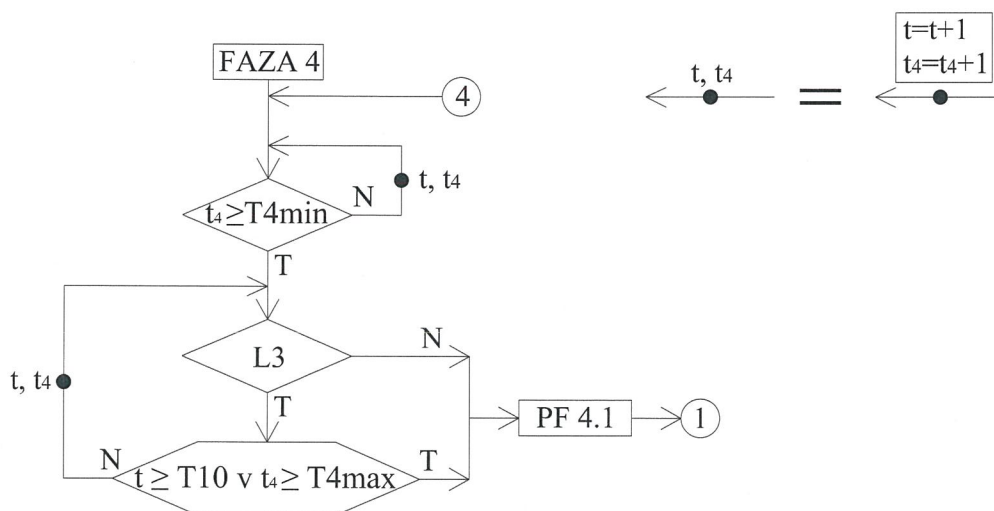 FAZA 4
4
t, t₄
t=t+1
t₄=t₄+1
=
t₄≥T4min
N
t, t₄
T
L3
N
t, t₄
T
N
t ≥ T10 v t₄ ≥ T4max
T
PF 4.1
1